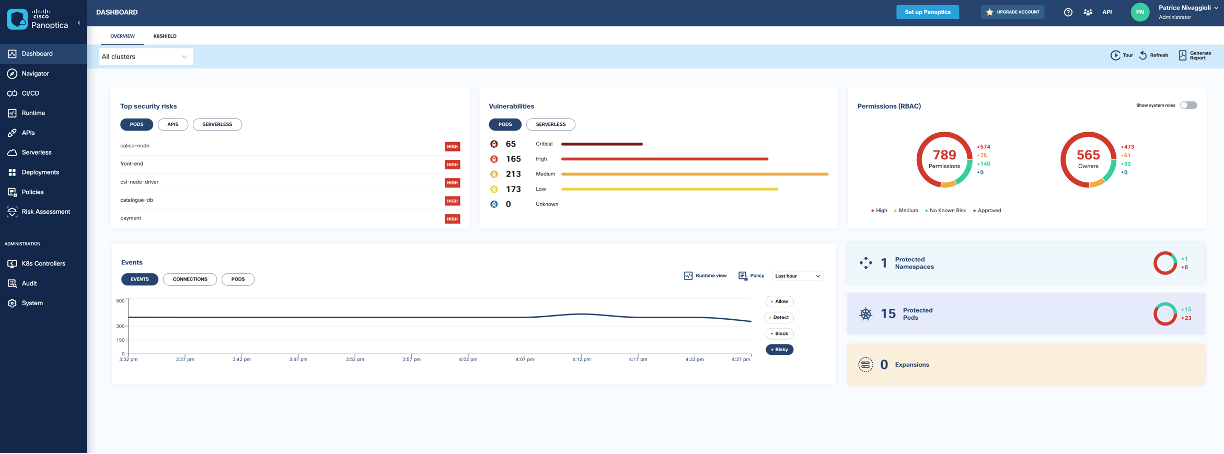 CISCO
Panoptica
DASHBOARD
Set up Panoptica
UPGRADE ACCOUNT
API
PN
Patrice Nivaggioli
Administrator
OVERVIEW
K8SHIELD
All clusters
Tour
Refresh
Generate
Report
Dashboard
Navigator
CI/CD
Runtime
APIs
Serverless
Deployments
Policies
Risk Assessment
ADMINISTRATION
K8s Controllers
Audit
System
Top security risks
PODS
APIS
SERVERLESS
calico-node HIGH
front-end HIGH
csi-node-driver HIGH
catalogue-db HIGH
payment HIGH
Vulnerabilities
PODS
SERVERLESS
65 Critical
165 High
213 Medium
173 Low
0 Unknown
Permissions (RBAC)
Show system roles
789
Permissions
574
75
140
0
565
Owners
473
61
92
0
High
Medium
No Known Risk
Approved
Events
EVENTS
CONNECTIONS
PODS
Runtime view
Policy
Last hour
600
300
150
0
3:32 pm
3:37 pm
3:42 pm
3:47 pm
3:52 pm
3:57 pm
4:02 pm
4:07 pm
4:12 pm
4:17 pm
4:22 pm
4:27 pm
Allow
Detect
Block
Risky
1 Protected
Namespaces
1
6
15 Protected
Pods
15
23
0 Expansions